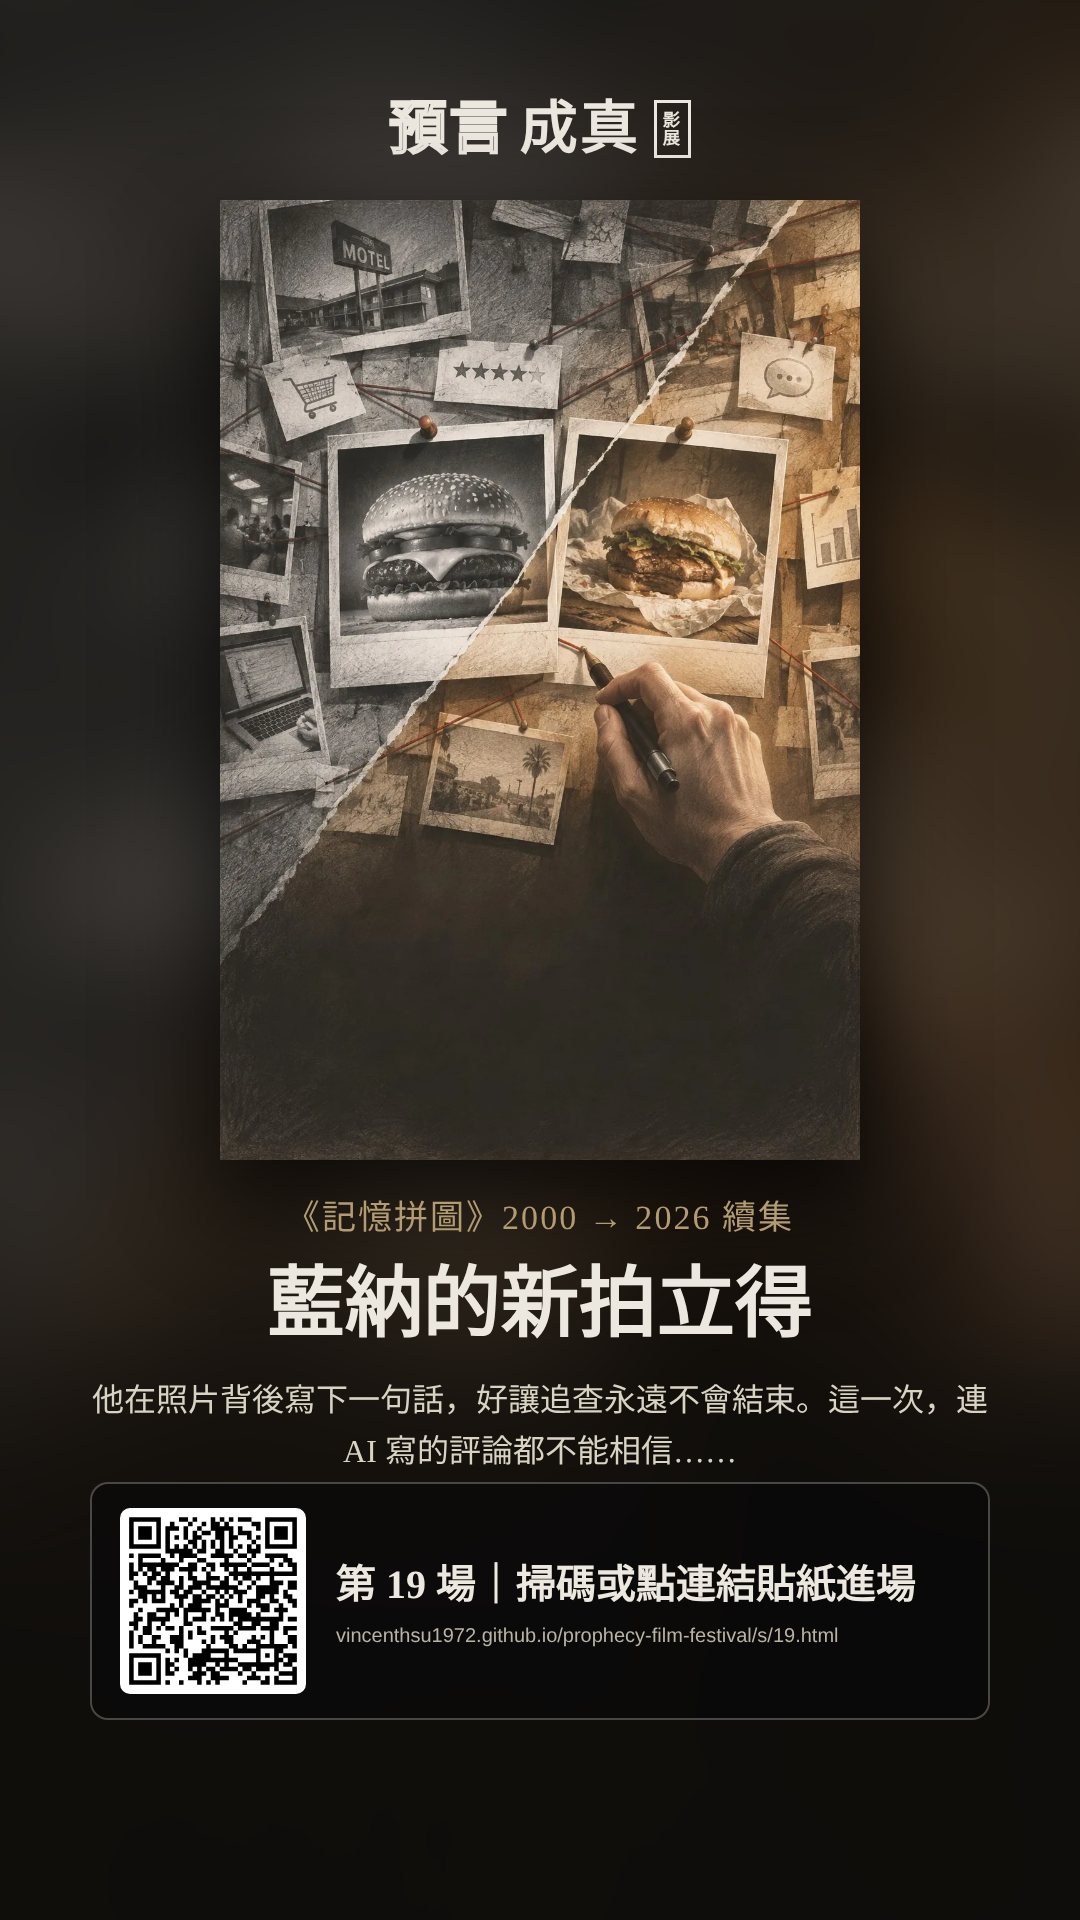 預言成真 影展
MOTEL
《記憶拼圖》2000 → 2026 續集
藍納的新拍立得
他在照片背後寫下一句話，好讓追查永遠不會結束。這一次，連
AI 寫的評論都不能相信……
第 19 場｜掃碼或點連結貼紙進場
vincenthsu1972.github.io/prophecy-film-festival/s/19.html